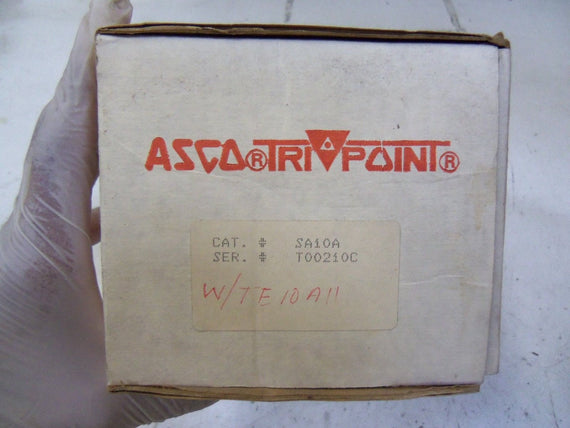 ASCO®TRI POINT®
CAT. # SA10A
SER. # T00210C
W/TE10A11